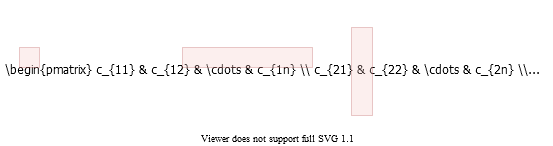 \begin{pmatrix} c_{11} & c_{12} & \cdots & c_{1n} \\ c_{21} & c_{22} & \cdots & c_{2n} \\...
Viewer does not support full SVG 1.1